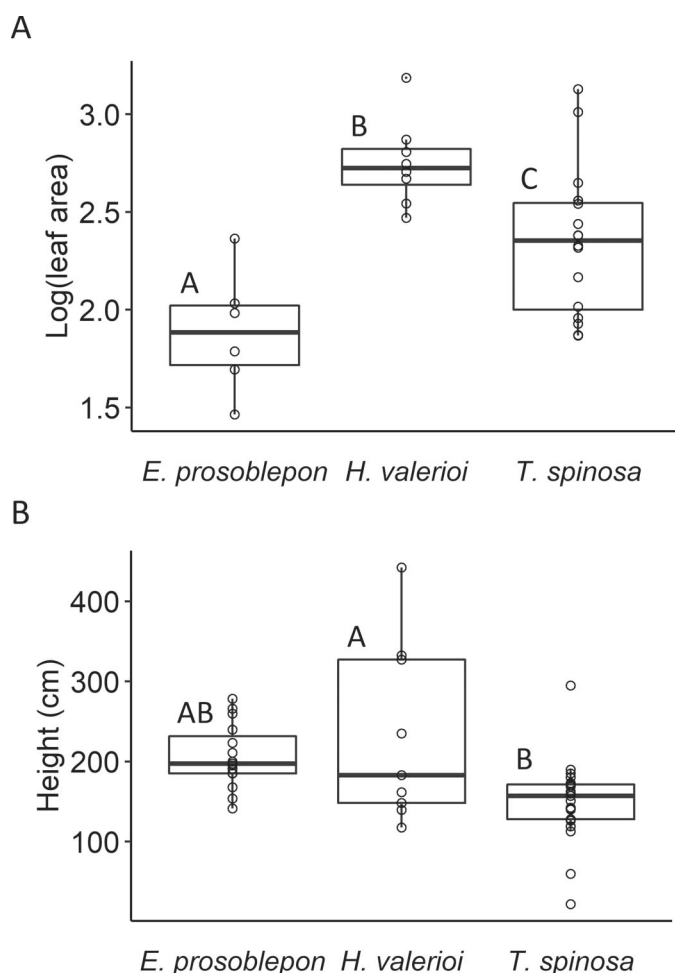 A
Log(leaf area)
3.0
2.5
2.0
1.5
A
B
C
E. prosoblepon H. valerioi T. spinosa
B
Height (cm)
400
300
200
100
AB
A
B
E. prosoblepon H. valerioi T. spinosa